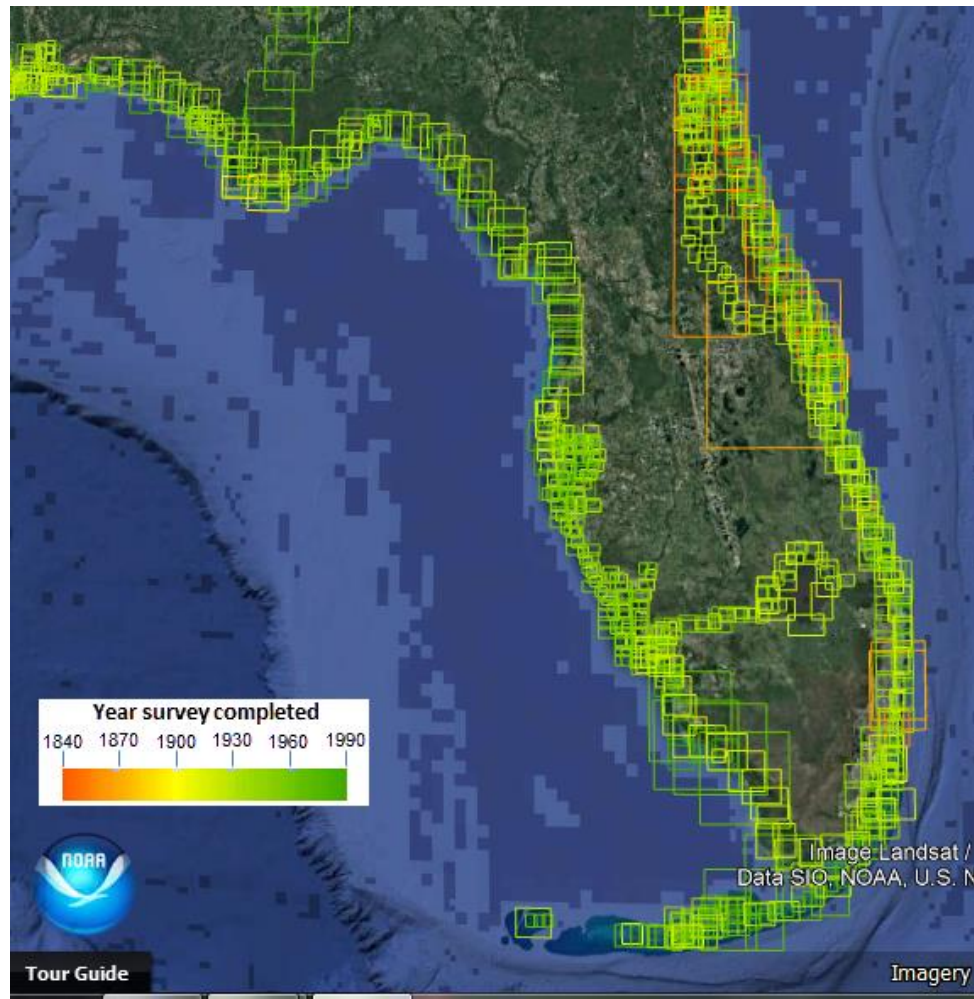 Year survey completed
1840 1870 1900 1930 1960 1990
NOAA
Image Landsat /
Data SIO, NOAA, U.S. N
Tour Guide
Imagery